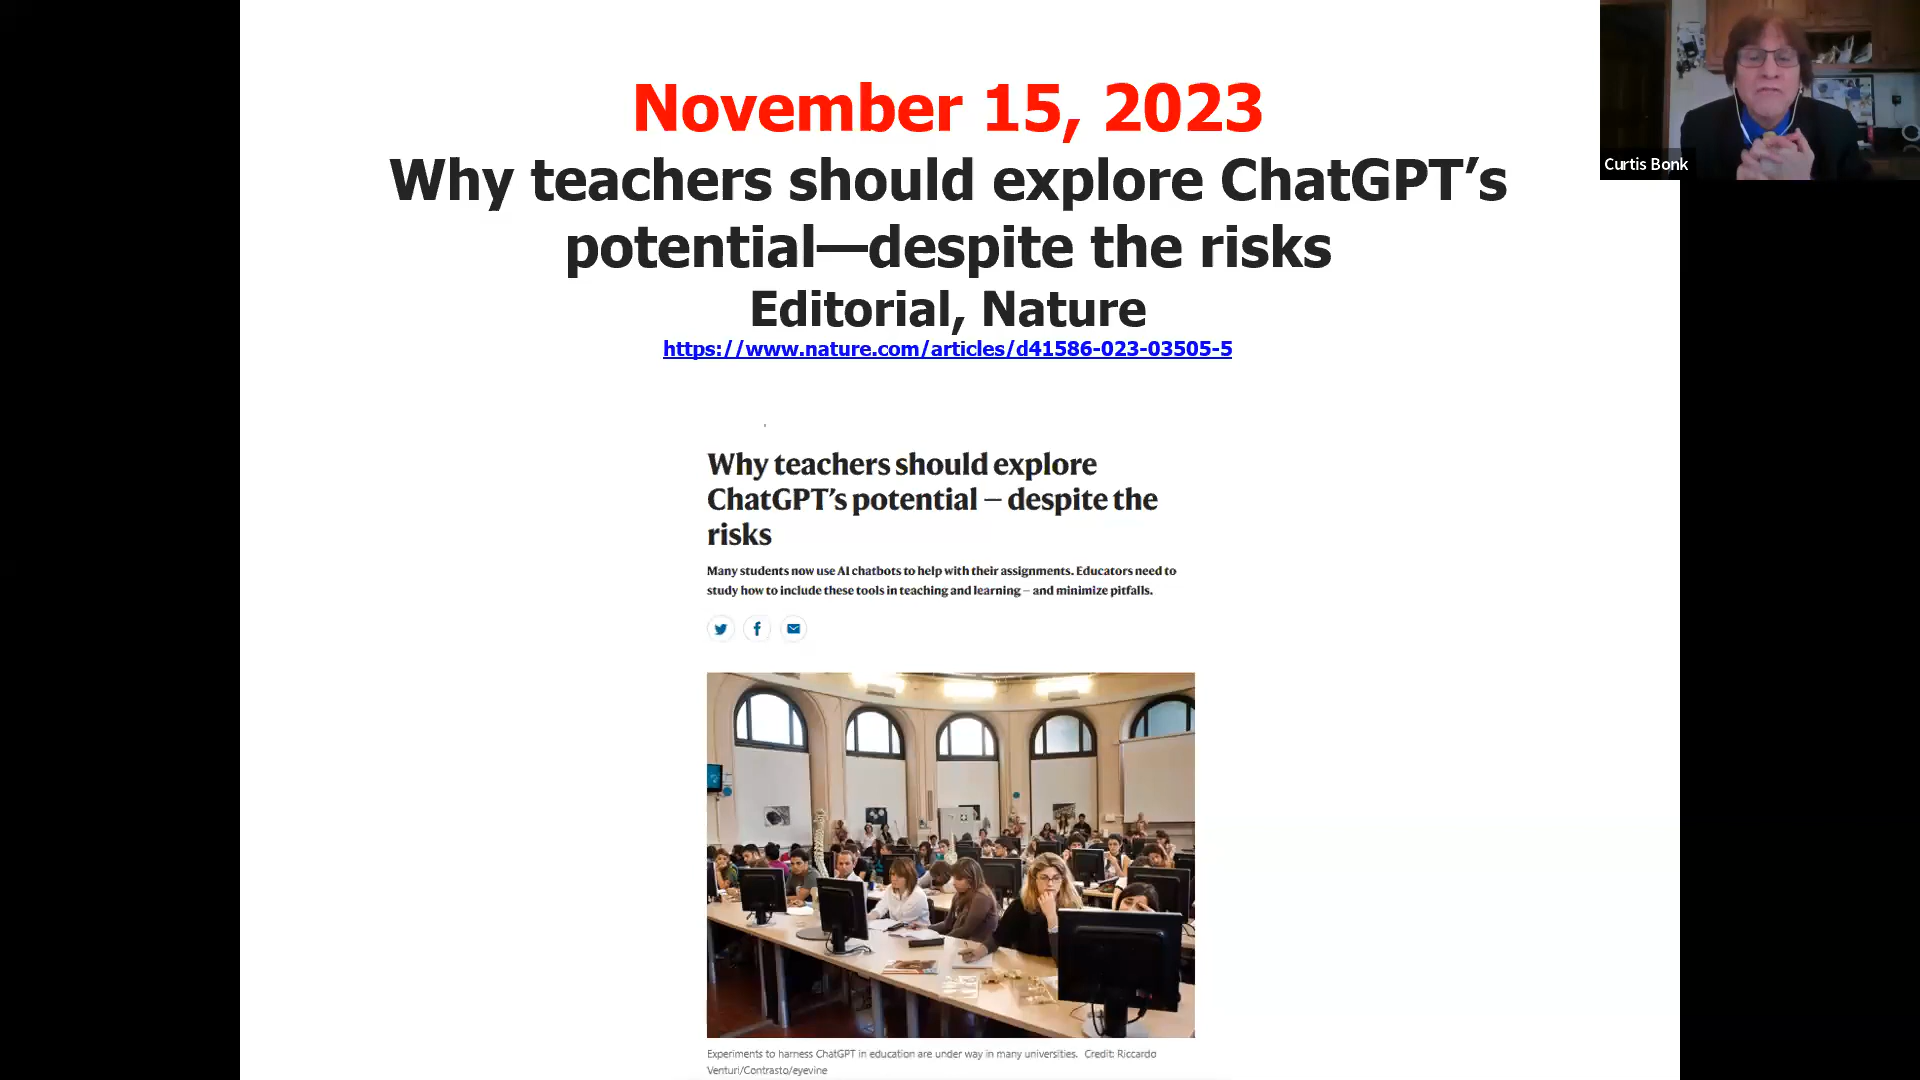 November 15, 2023
Why teachers should explore ChatGPT’s
potential—despite the risks
Editorial, Nature
https://www.nature.com/articles/d41586-023-03505-5
Curtis Bonk
Why teachers should explore
ChatGPT’s potential – despite the
risks
Many students now use AI chatbots to help with their assignments. Educators need to
study how to include these tools in teaching and learning – and minimize pitfalls.
Experiments to harness ChatGPT in education are under way in many universities. Credit: Riccardo
Venturi/Contrasto/eyevine